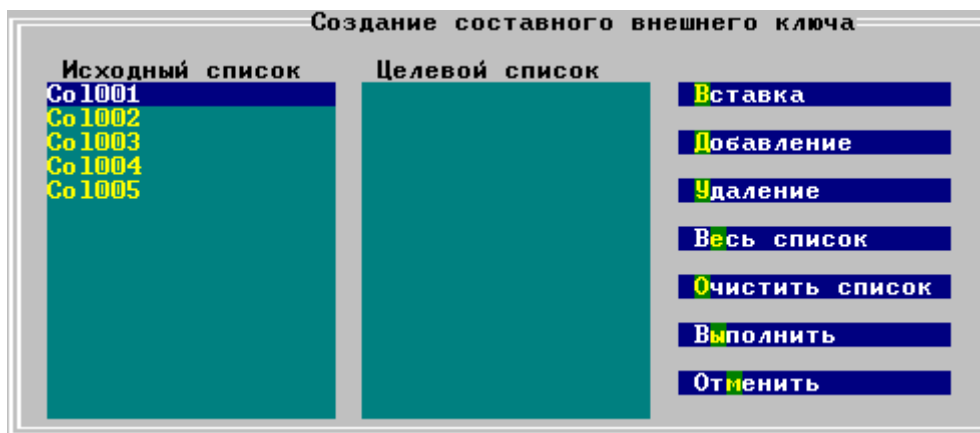 Создание составного внешнего ключа
Исходный список
Целевой список
Col001
Col002
Col003
Col004
Col005
Вставка
Добавление
Удаление
Весь список
Очистить список
Выполнить
Отменить